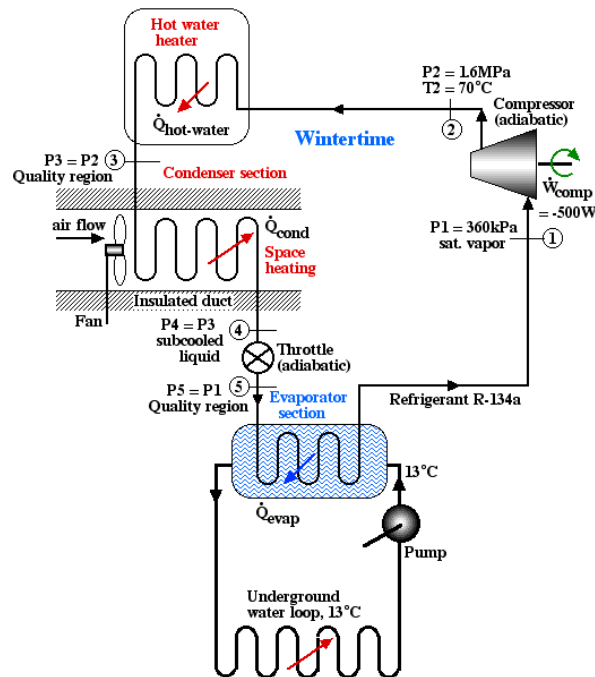 Hot water
heater
Q̇hot-water
P2 = 1.6MPa
T2 = 70°C
Compressor
(adiabatic)
2
Wintertime
P3 = P2
Quality region
3
Condenser section
Ẇcomp
= -500W
P1 = 360kPa
sat. vapor
1
air flow
Q̇cond
Space
heating
Insulated duct
Fan
P4 = P3
subcooled
liquid
4
Throttle
(adiabatic)
P5 = P1
Quality region
5
Evaporator
section
Refrigerant R-134a
13°C
Q̇evap
Pump
Underground
water loop, 13°C